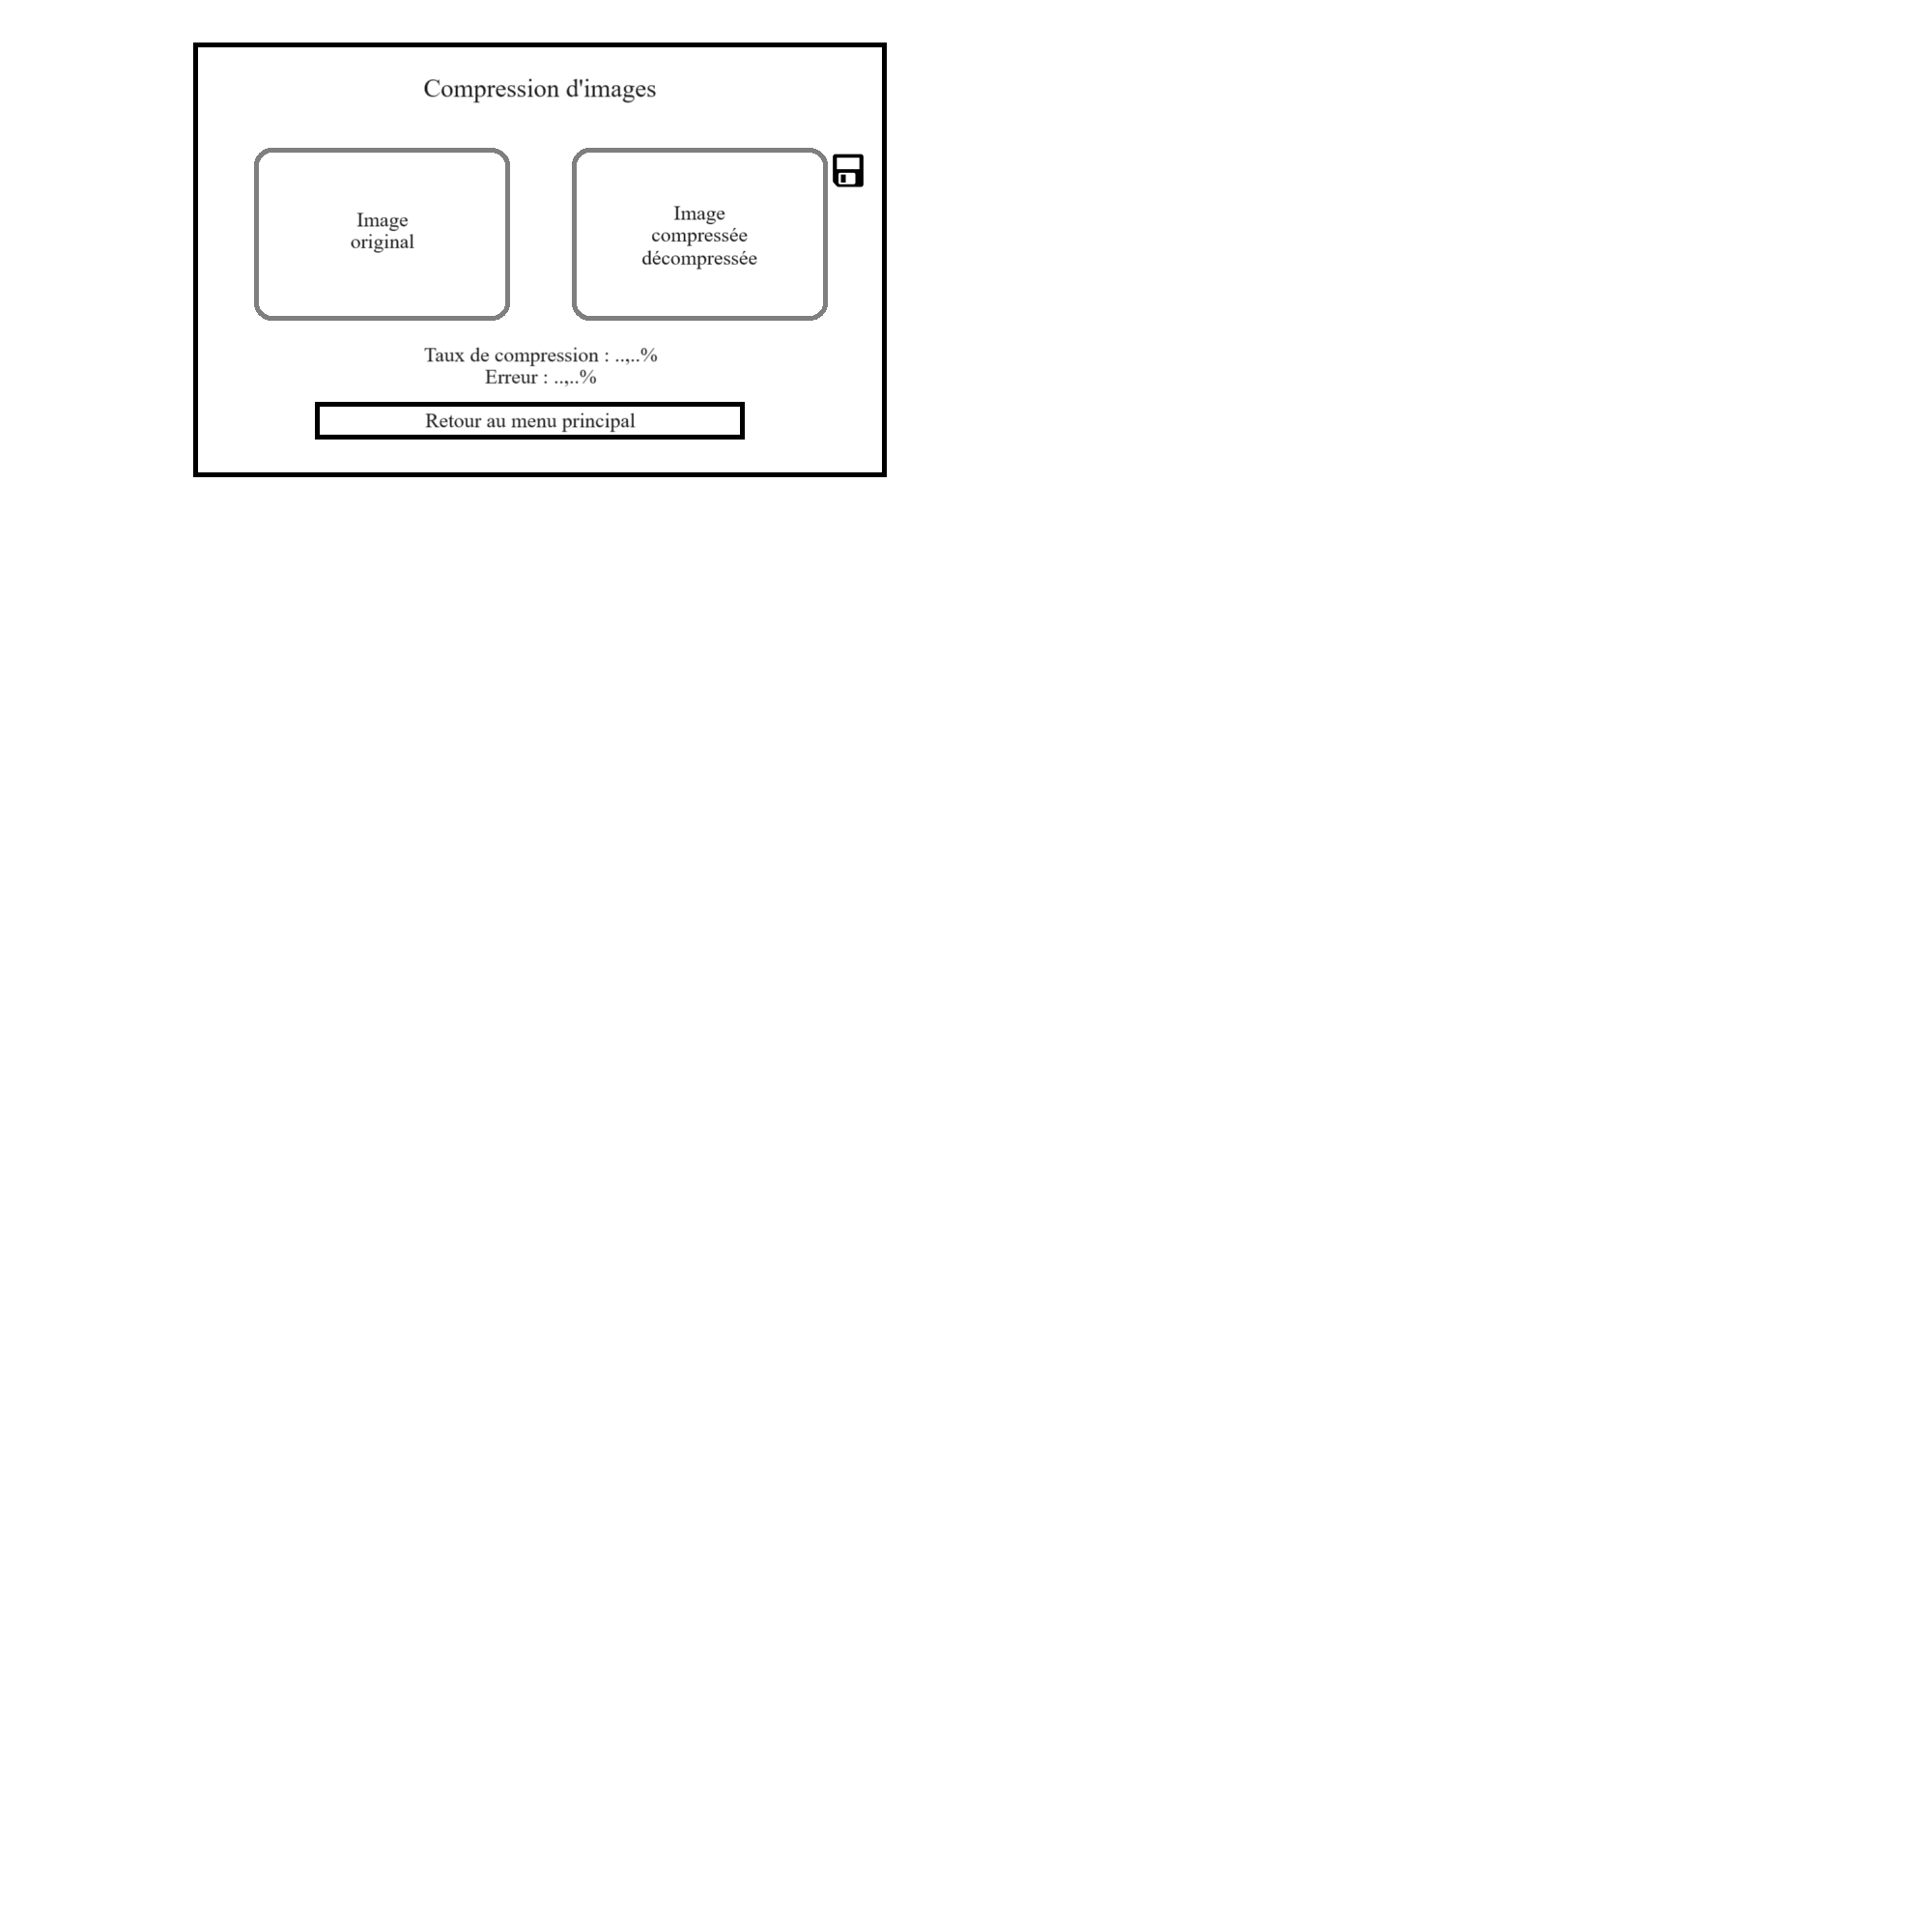 Compression d'images
Image
original
Image
compressée
décompressée
Taux de compression : ..,..%
Erreur : ..,..%
Retour au menu principal